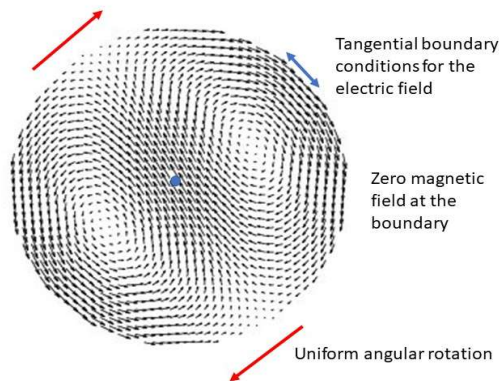 Tangential boundary
conditions for the
electric field
Zero magnetic
field at the
boundary
Uniform angular rotation